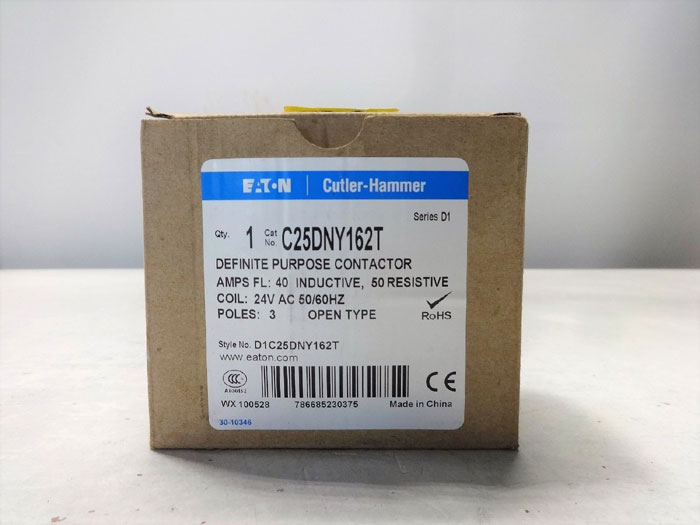 EATON | Cutler-Hammer
Series D1
Qty. 1 Cat No. C25DNY162T
DEFINITE PURPOSE CONTACTOR
AMPS FL: 40 INDUCTIVE, 50 RESISTIVE
COIL: 24V AC 50/60HZ
POLES: 3 OPEN TYPE
RoHS
Style No. D1C25DNY162T
www.eaton.com
CCC
CE
WX 100528 786685230375 Made in China
30-10346